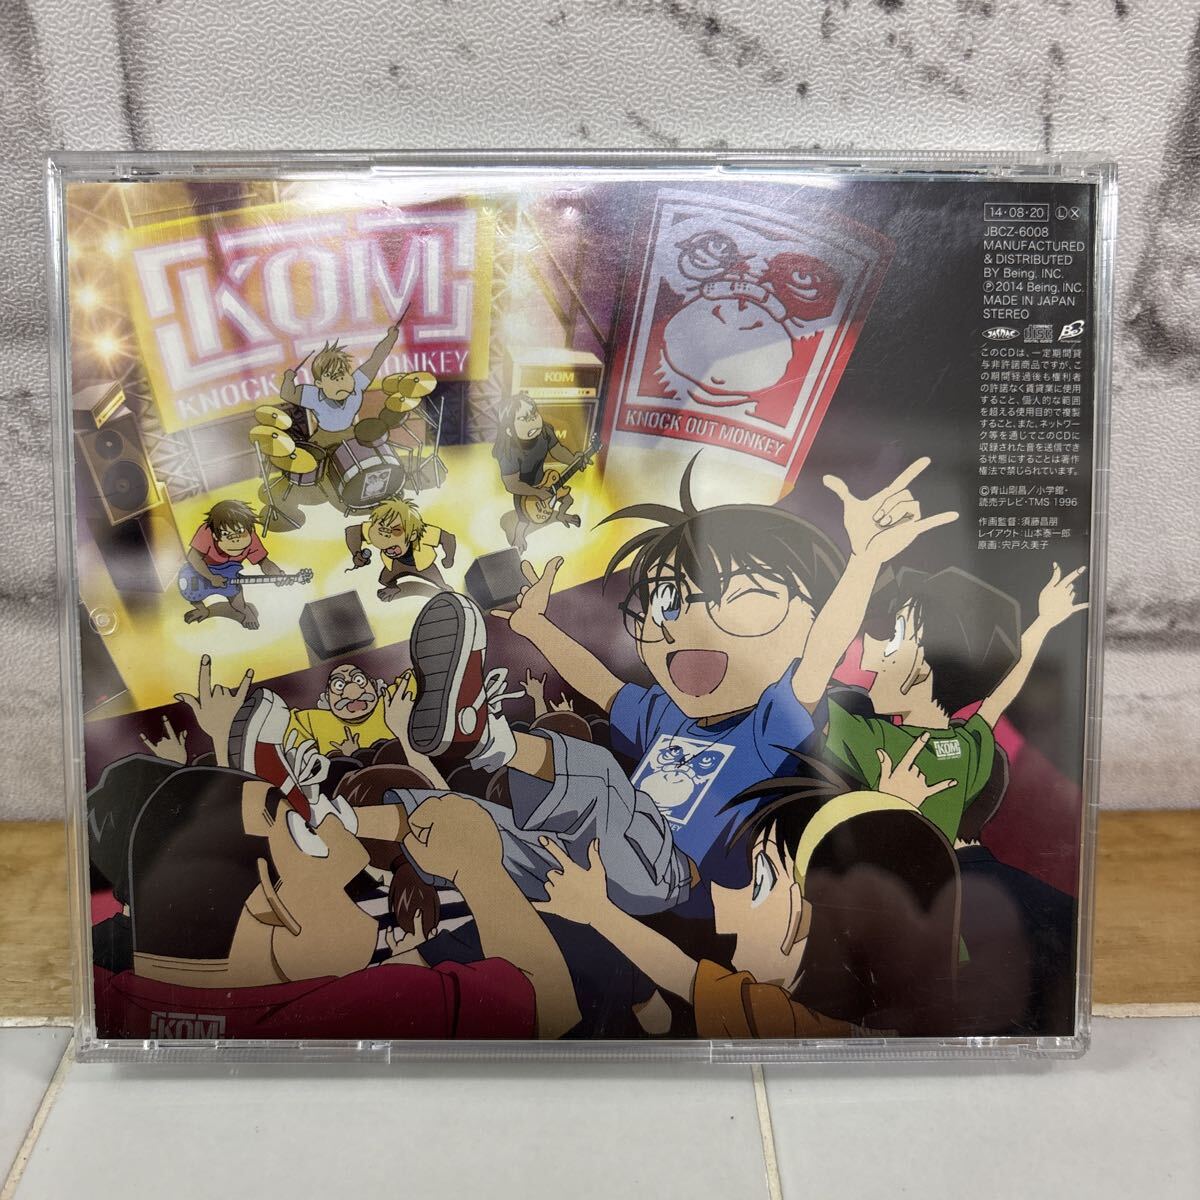 KOM
KNOCK OUT MONKEY
KOM
KNOCK OUT MONKEY
KOM
KOM
KOM
14・08・20 Ⓛ Ⓧ
JBCZ-6008
MANUFACTURED
& DISTRIBUTED
BY Being, INC.
Ⓟ2014 Being, INC.
MADE IN JAPAN
STEREO
COMPACT
disc
DIGITAL AUDIO
このCDは、一定期間貸
与非許諾商品ですが、こ
の期間経過後も権利者
の許諾なく賃貸業に使用
すること、個人的な範囲
を超える使用目的で複製
すること、また、ネットワー
ク等を通じてこのCDに
収録された音を送信でき
る状態にすることは著作
権法で禁じられています。
©青山剛昌／小学館・
読売テレビ・TMS 1996
作画監督：須藤昌朋
レイアウト：山本泰一郎
原画：宍戸久美子